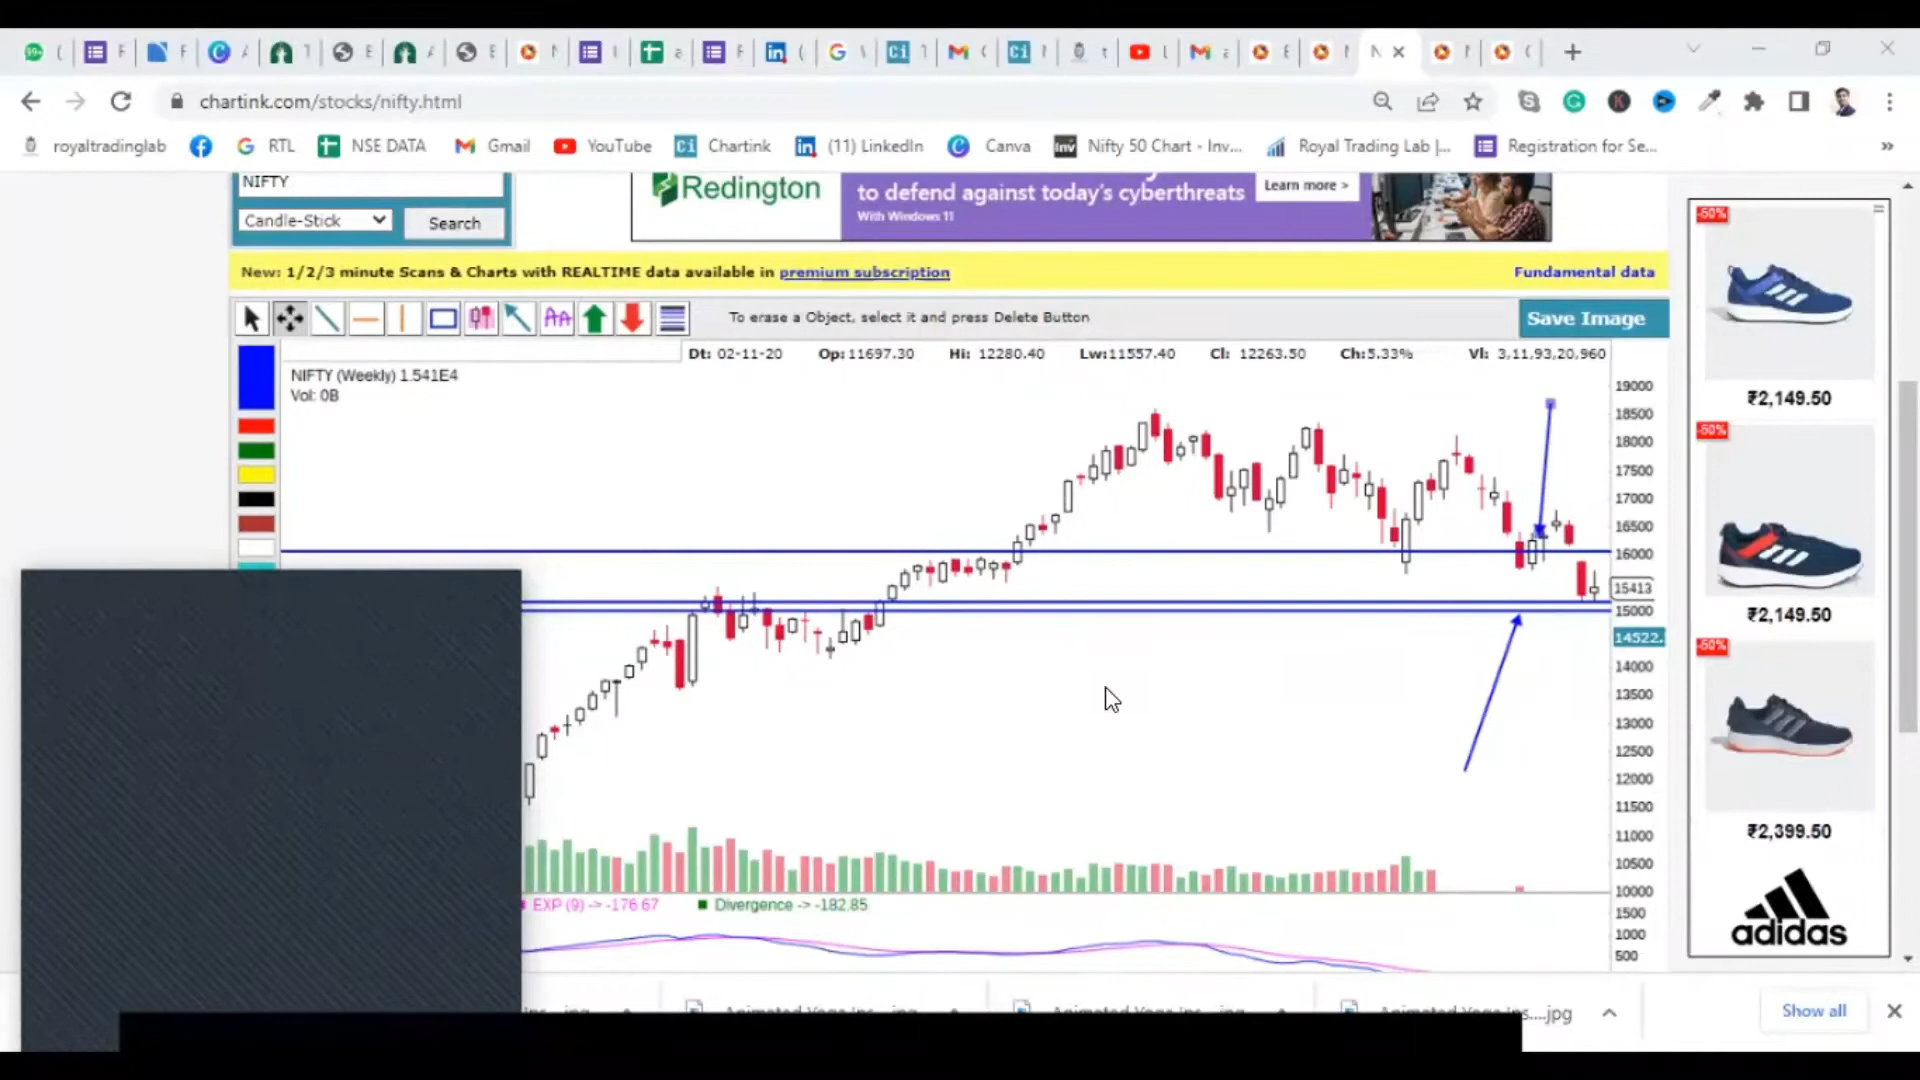 chartink.com/stocks/nifty.html
royaltradinglab
RTL
NSE DATA
Gmail
YouTube
Chartink
(11) LinkedIn
Canva
Nifty 50 Chart - Inv...
Royal Trading Lab |...
Registration for Se...
NIFTY
Candle-Stick
Search
Redington
to defend against today's cyberthreats
With Windows 11
Learn more >
New: 1/2/3 minute Scans & Charts with REALTIME data available in premium subscription
Fundamental data
To erase a Object, select it and press Delete Button
Save Image
Dt: 02-11-20 Op:11697.30 Hi: 12280.40 Lw:11557.40 Cl: 12263.50 Ch:5.33% Vl: 3,11,93,20,960
NIFTY (Weekly) 1.541E4
Vol: 0B
19000
18500
18000
17500
17000
16500
16000
15413
15000
14522.
14000
13500
13000
12500
12000
11500
11000
10500
10000
EXP (9) -> -176.67
Divergence -> -182.85
1500
1000
500
-50%
₹2,149.50
-50%
₹2,149.50
-50%
₹2,399.50
adidas
Show all